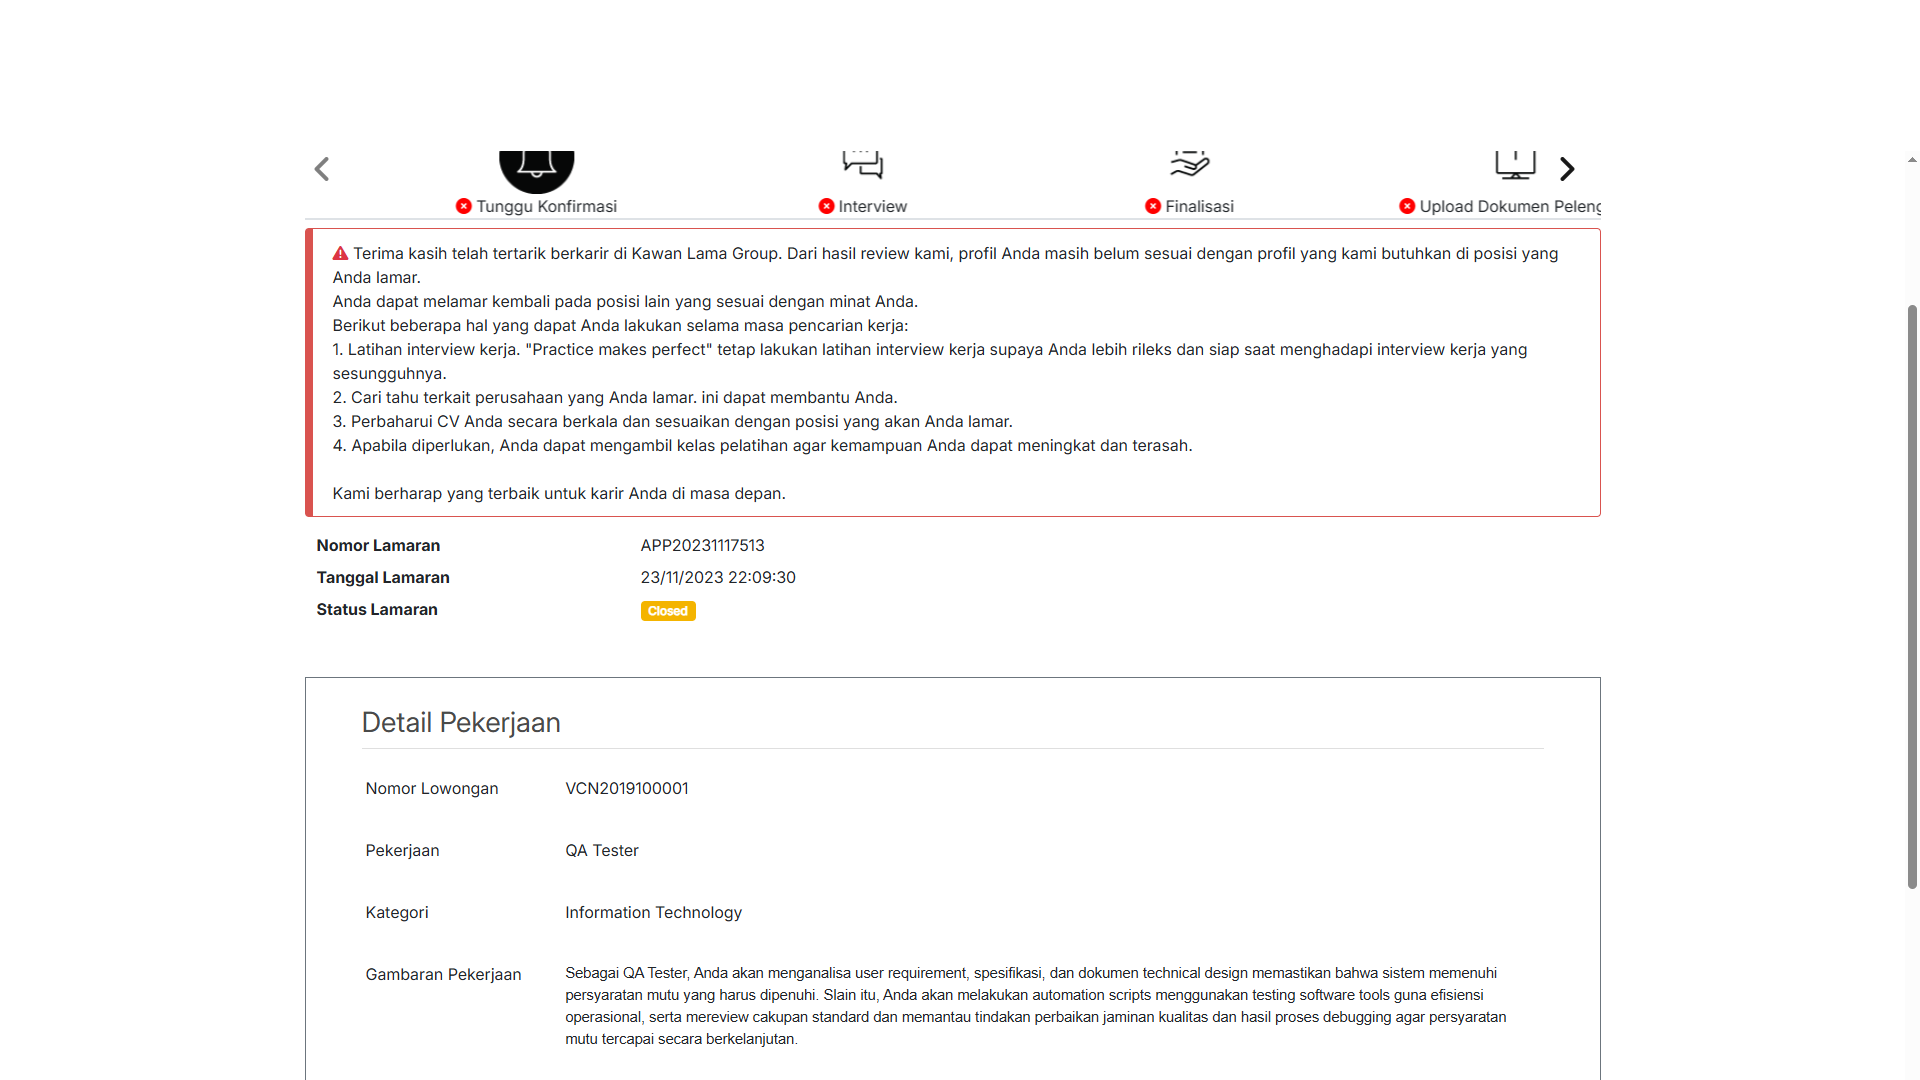 Tunggu Konfirmasi
Interview
Finalisasi
Upload Dokumen Peleng
Terima kasih telah tertarik berkarir di Kawan Lama Group. Dari hasil review kami, profil Anda masih belum sesuai dengan profil yang kami butuhkan di posisi yang
Anda lamar.
Anda dapat melamar kembali pada posisi lain yang sesuai dengan minat Anda.
Berikut beberapa hal yang dapat Anda lakukan selama masa pencarian kerja:
1. Latihan interview kerja. "Practice makes perfect" tetap lakukan latihan interview kerja supaya Anda lebih rileks dan siap saat menghadapi interview kerja yang
sesungguhnya.
2. Cari tahu terkait perusahaan yang Anda lamar. ini dapat membantu Anda.
3. Perbaharui CV Anda secara berkala dan sesuaikan dengan posisi yang akan Anda lamar.
4. Apabila diperlukan, Anda dapat mengambil kelas pelatihan agar kemampuan Anda dapat meningkat dan terasah.
Kami berharap yang terbaik untuk karir Anda di masa depan.
Nomor Lamaran APP20231117513
Tanggal Lamaran 23/11/2023 22:09:30
Status Lamaran Closed
Detail Pekerjaan
Nomor Lowongan VCN2019100001
Pekerjaan QA Tester
Kategori Information Technology
Gambaran Pekerjaan Sebagai QA Tester, Anda akan menganalisa user requirement, spesifikasi, dan dokumen technical design memastikan bahwa sistem memenuhi
persyaratan mutu yang harus dipenuhi. Slain itu, Anda akan melakukan automation scripts menggunakan testing software tools guna efisiensi
operasional, serta mereview cakupan standard dan memantau tindakan perbaikan jaminan kualitas dan hasil proses debugging agar persyaratan
mutu tercapai secara berkelanjutan.